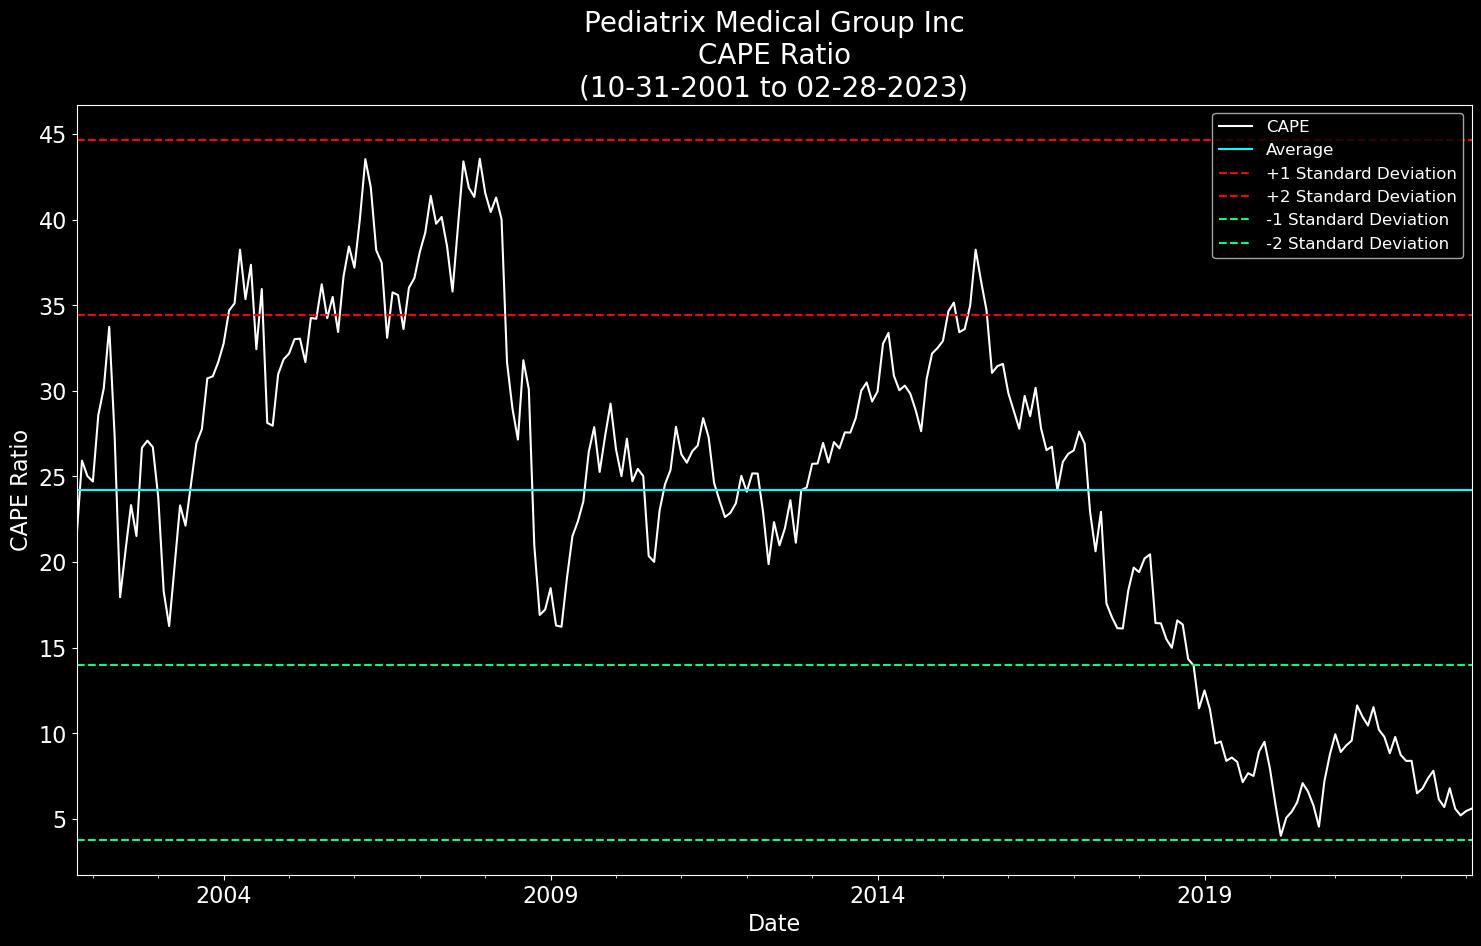 Pediatrix Medical Group Inc
CAPE Ratio
(10-31-2001 to 02-28-2023)
CAPE
Average
+1 Standard Deviation
+2 Standard Deviation
-1 Standard Deviation
-2 Standard Deviation
CAPE Ratio
45
40
35
30
25
20
15
10
5
2004 2009 2014 2019
Date